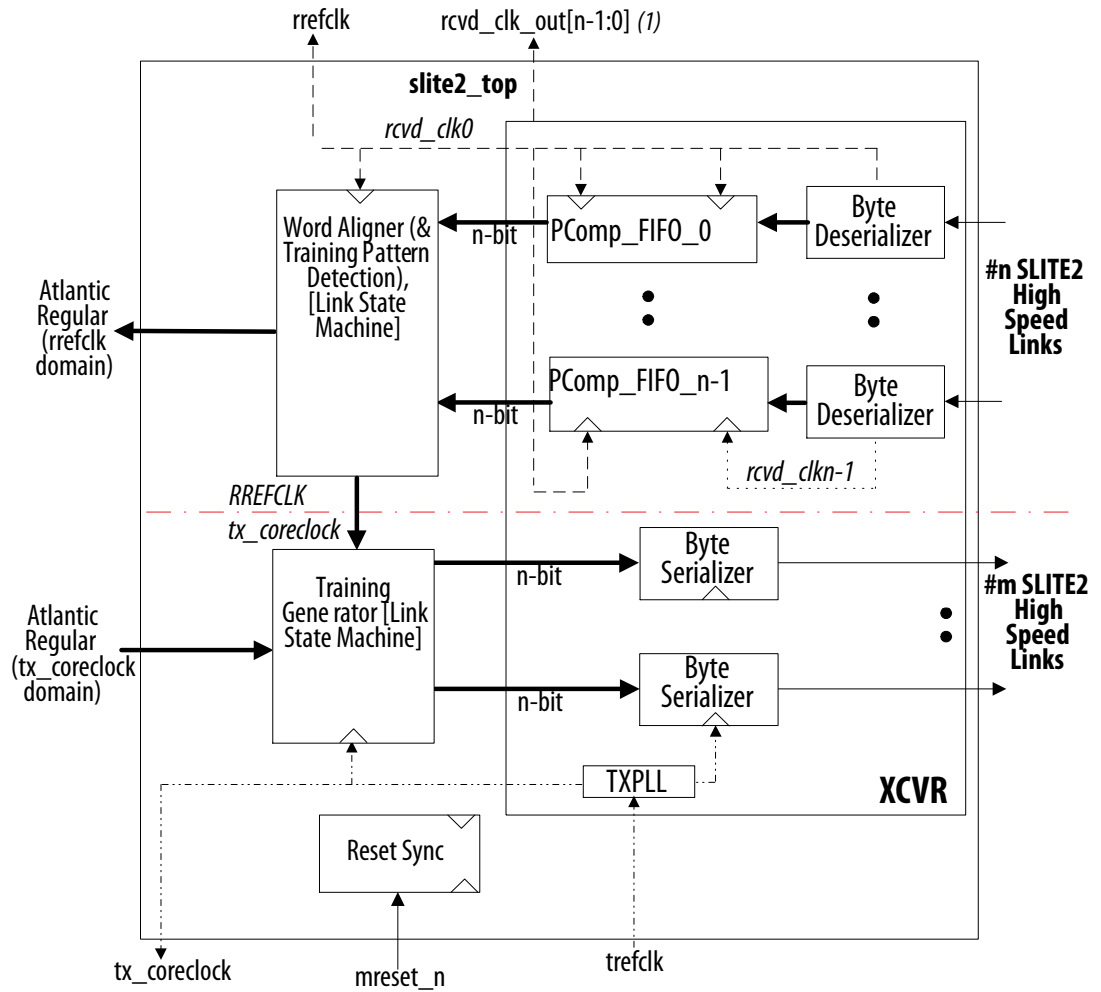 rrefclk
rcvd_clk_out[n-1:0] (1)
slite2_top
rcvd_clk0
Word Aligner (&
Training Pattern
Detection),
[Link State
Machine]
n-bit
PComp_FIFO_0
Byte
Deserializer
#n SLITE2
High
Speed
Links
Atlantic
Regular
(rrefclk
domain)
n-bit
PComp_FIFO_n-1
Byte
Deserializer
rcvd_clkn-1
RREFCLK
tx_coreclock
Training
Generator [Link
State Machine]
n-bit
Byte
Serializer
#m SLITE2
High
Speed
Links
Atlantic
Regular
(tx_coreclock
domain)
n-bit
Byte
Serializer
TXPLL
XCVR
Reset Sync
tx_coreclock
mreset_n
trefclk